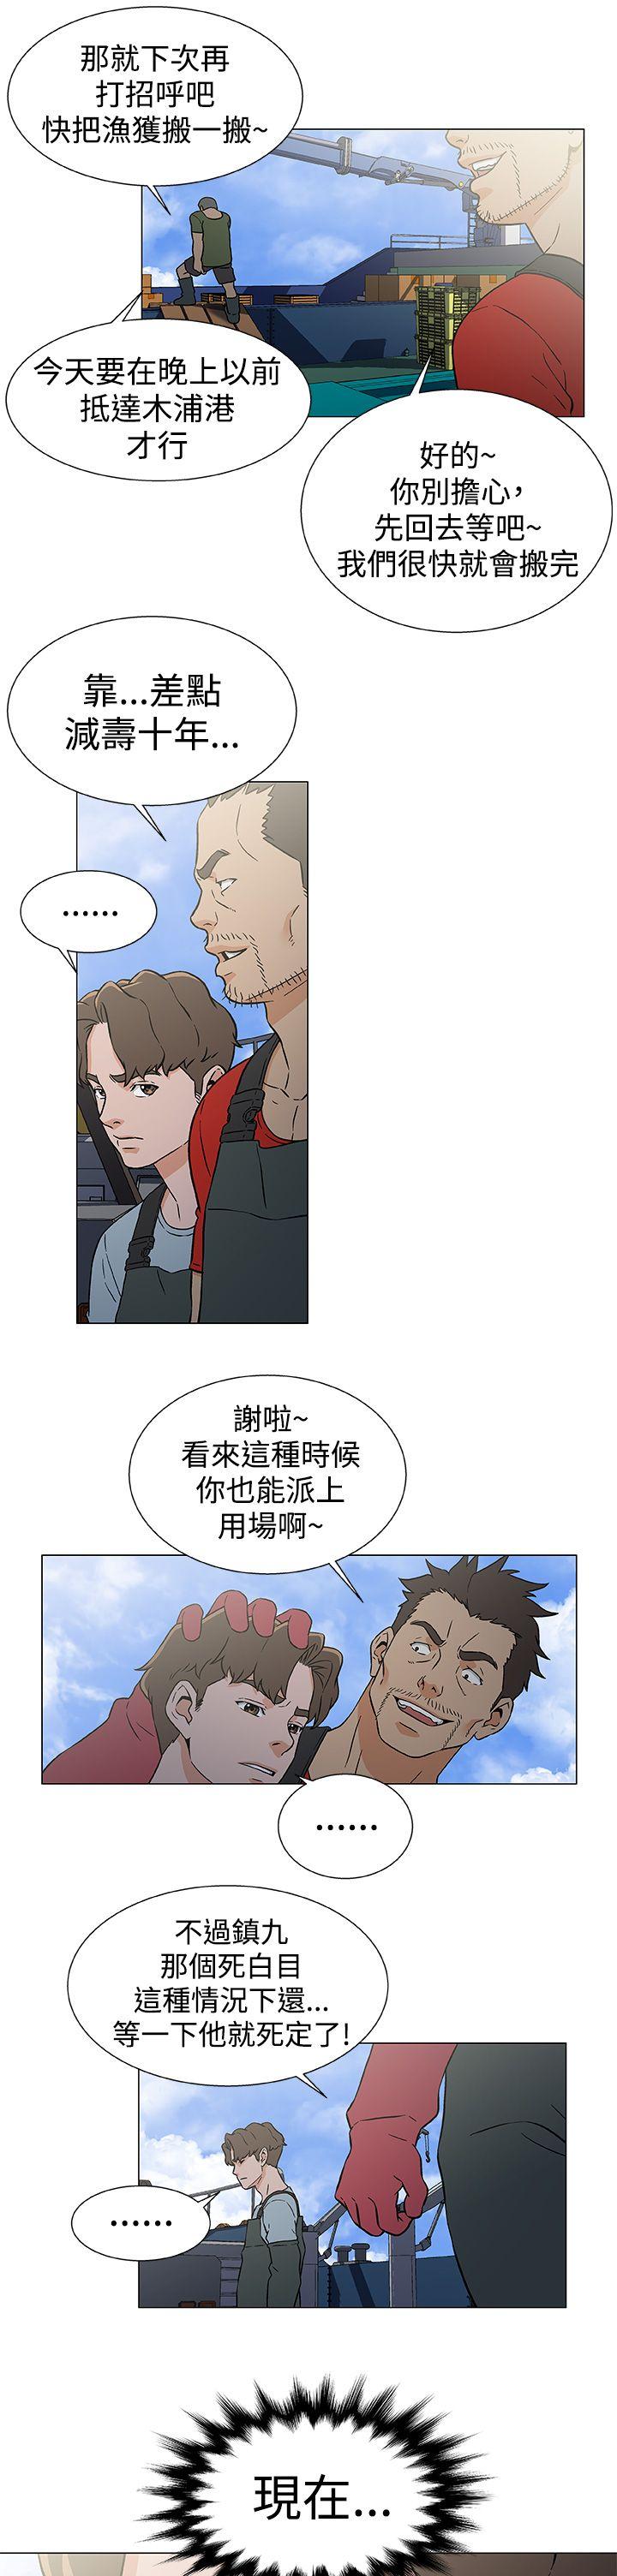 那就下次再
打招呼吧
快把漁獲搬一搬~
今天要在晚上以前
抵達木浦港
才行
好的~
你別擔心,
先回去等吧~
我們很快就會搬完
靠...差點
減壽十年...
......
謝啦~
看來這種時候
你也能派上
用場啊~
......
不過鎮九
那個死白目
這種情況下還...
等一下他就死定了!
......
現在...